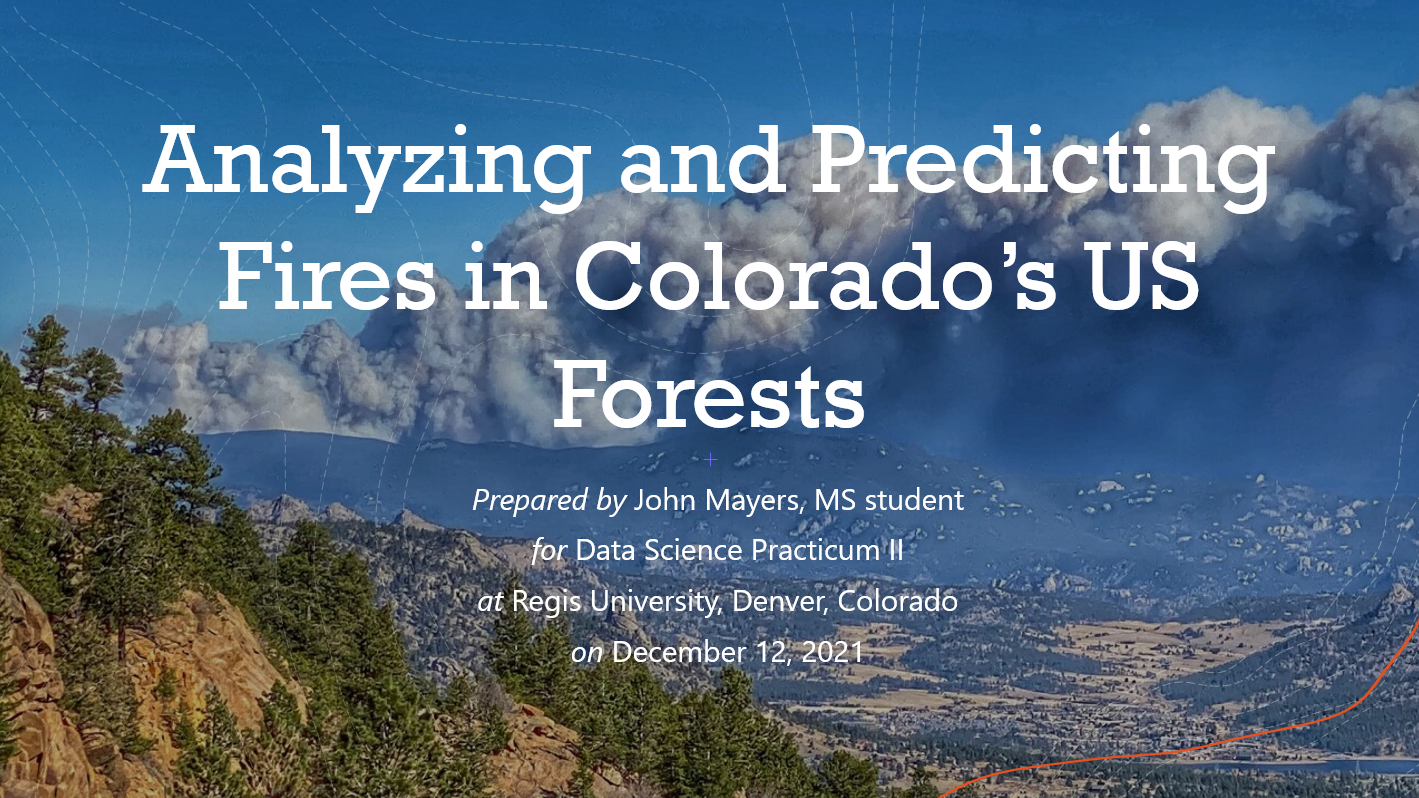 Analyzing and Predicting
Fires in Colorado’s US
Forests
Prepared by John Mayers, MS student
for Data Science Practicum II
at Regis University, Denver, Colorado
on December 12, 2021